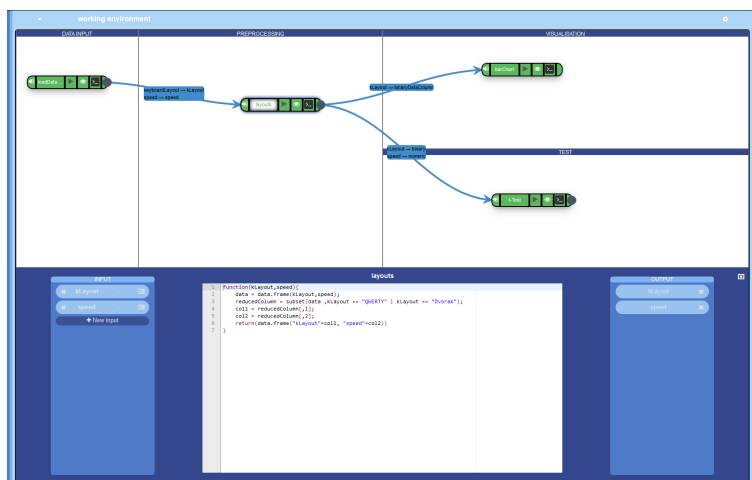 working environment
DATA INPUT
PREPROCESSING
VISUALISATION
loadData...
keyboardLayout → kLayout
speed → speed
layouts
kLayout → binaryDataColumn
barChart
kLayout → binary
speed → numeric
TEST
t-Test
layouts
INPUT
kLayout
speed
+ New Input
1 function(kLayout,speed){
2 data = data.frame(kLayout,speed);
3 reducedColumn = subset(data ,kLayout == "QWERTY" | kLayout == "Dvorak");
4 col1 = reducedColumn[,1];
5 col2 = reducedColumn[,2];
6 return(data.frame("kLayout"=col1, "speed"=col2))
7 }
OUTPUT
kLayout
speed